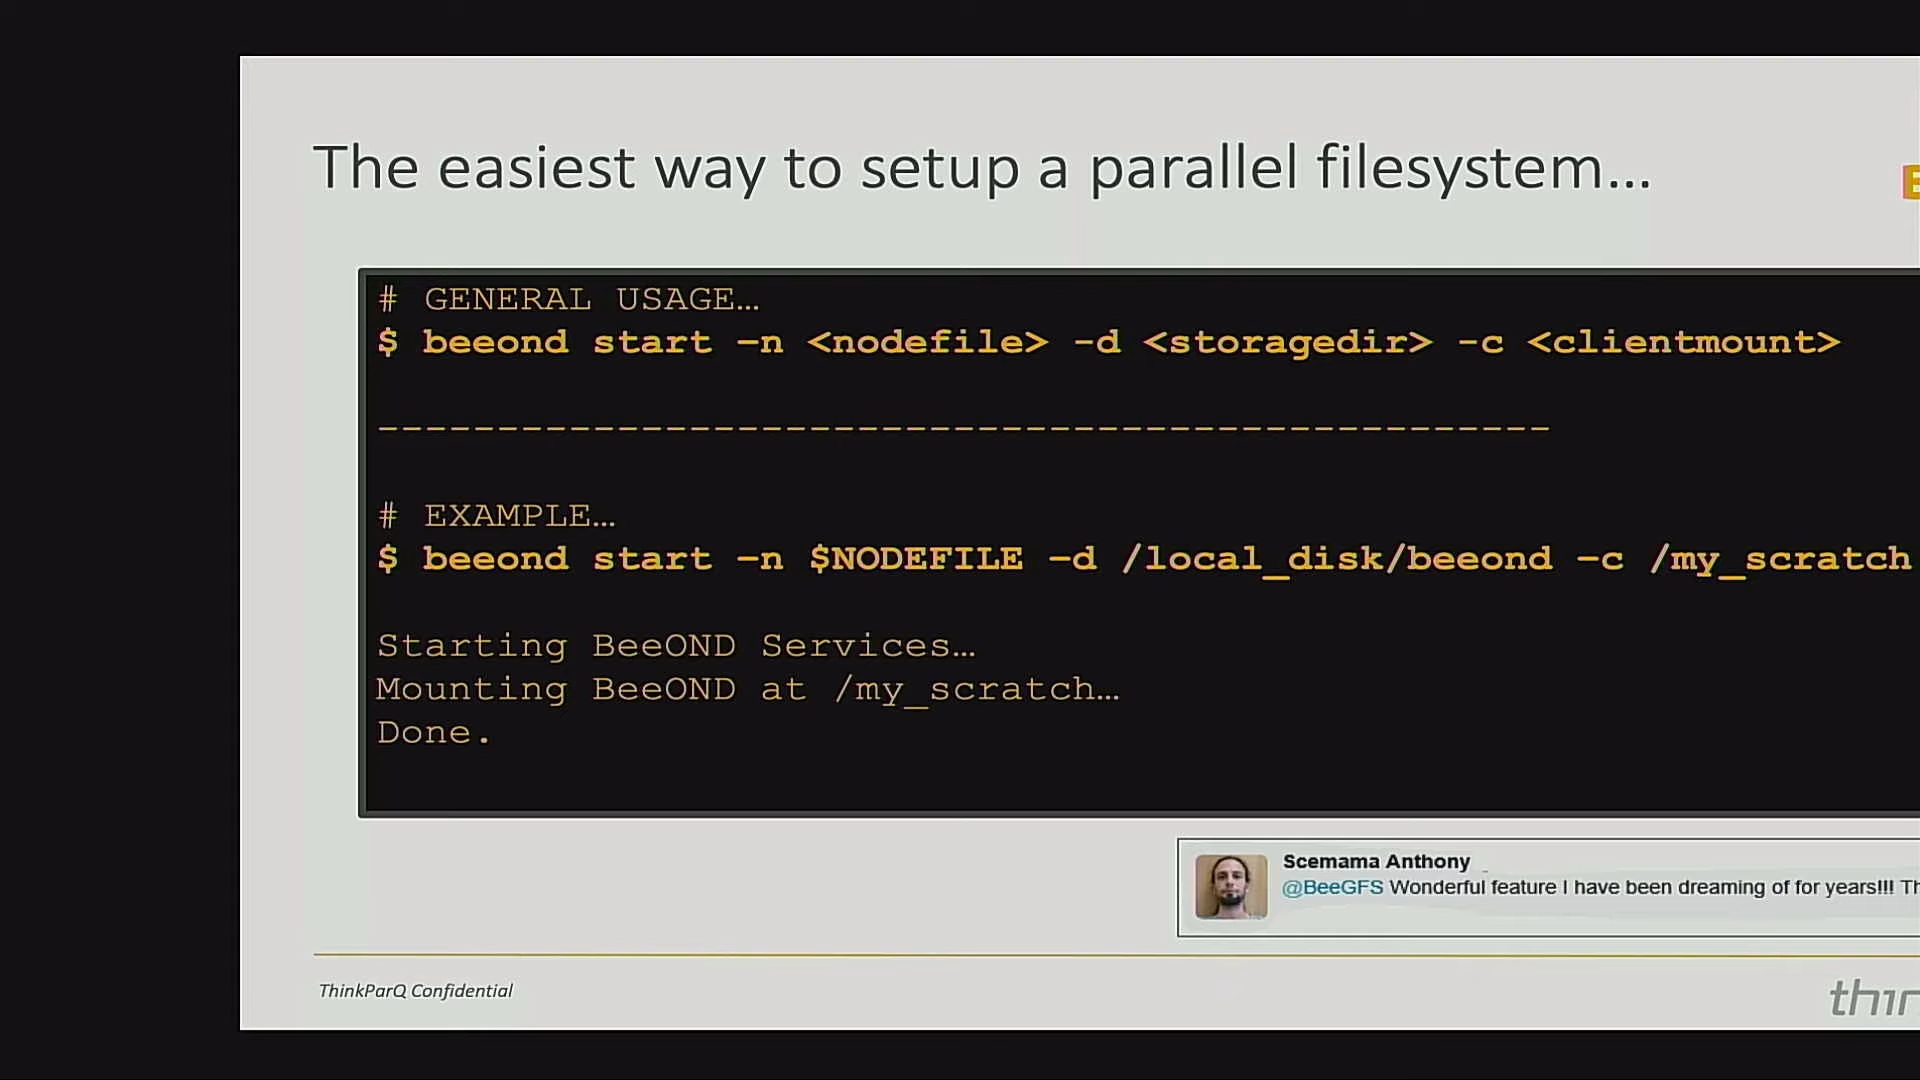 The easiest way to setup a parallel filesystem…
# GENERAL USAGE…
$ beeond start –n <nodefile> -d <storagedir> -c <clientmount>
-------------------------------------------------
# EXAMPLE…
$ beeond start –n $NODEFILE –d /local_disk/beeond –c /my_scratch
Starting BeeOND Services…
Mounting BeeOND at /my_scratch…
Done.
Scemama Anthony
@BeeGFS Wonderful feature I have been dreaming of for years!!!
ThinkParQ Confidential